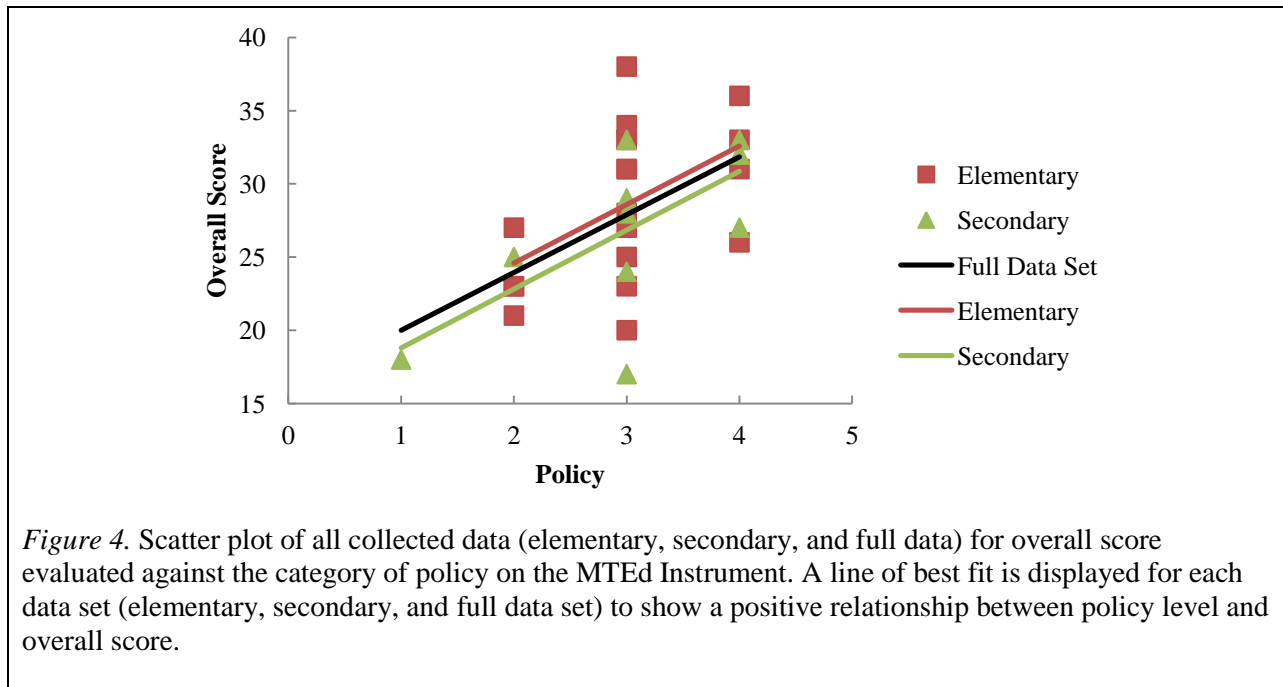 40
35
30
25
20
15
Overall Score
0 1 2 3 4 5
Policy
Elementary
Secondary
Full Data Set
Elementary
Secondary
Figure 4. Scatter plot of all collected data (elementary, secondary, and full data) for overall score
evaluated against the category of policy on the MTEd Instrument. A line of best fit is displayed for each
data set (elementary, secondary, and full data set) to show a positive relationship between policy level and
overall score.